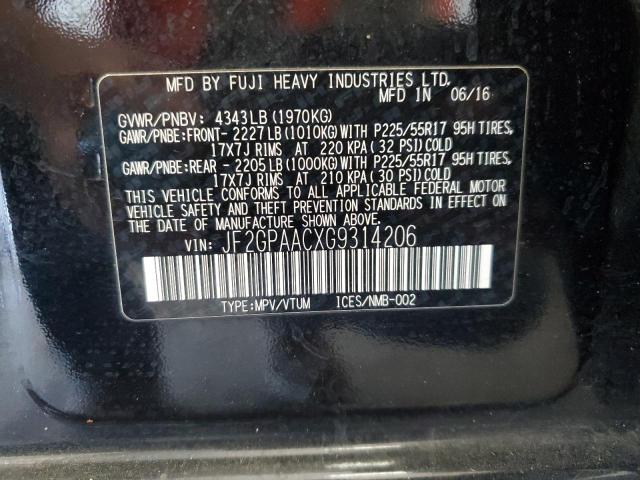 MFD BY FUJI HEAVY INDUSTRIES LTD.
MFD IN 06/16
GVWR/PNBV: 4343LB (1970KG)
GAWR/PNBE:FRONT- 2227LB (1010KG) WITH P225/55R17 95H TIRES,
17X7J RIMS AT 220 KPA (32 PSI) COLD
GAWR/PNBE:REAR - 2205LB (1000KG) WITH P225/55R17 95H TIRES,
17X7J RIMS AT 210 KPA (30 PSI) COLD
THIS VEHICLE CONFORMS TO ALL APPLICABLE FEDERAL MOTOR
VEHICLE SAFETY AND THEFT PREVENTION STANDARDS IN EFFECT ON
THE DATE OF MANUFACTURE SHOWN ABOVE.
VIN: JF2GPAACXG9314206
TYPE:MPV/VTUM ICES/NMB-002